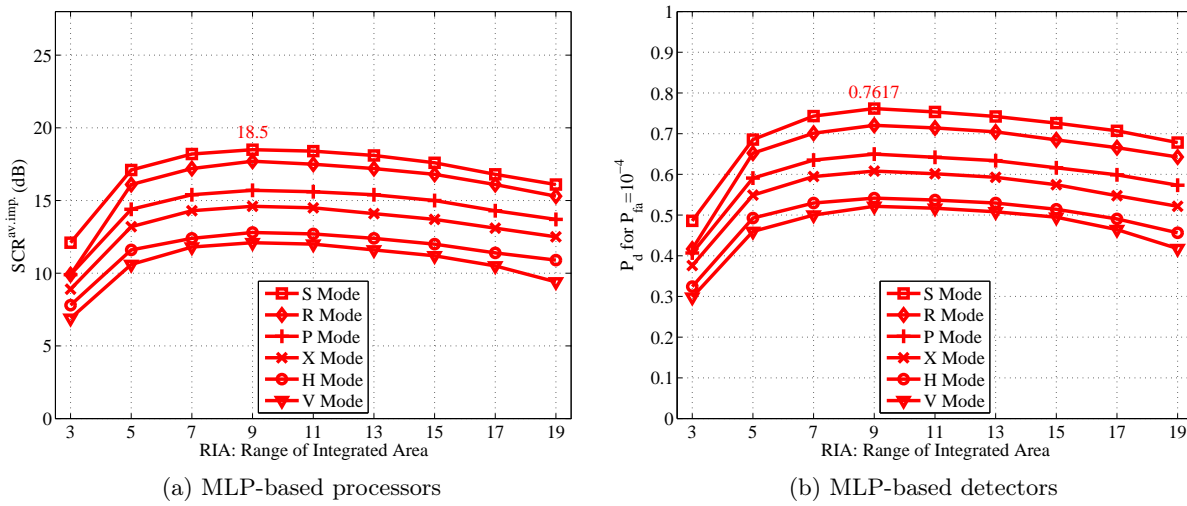 25
20
15
10
5
0
SCR^av.imp. (dB)
18.5
S Mode
R Mode
P Mode
X Mode
H Mode
V Mode
3 5 7 9 11 13 15 17 19
RIA: Range of Integrated Area
(a) MLP-based processors
1
0.9
0.8
0.7
0.6
0.5
0.4
0.3
0.2
0.1
0
P_d for P_fa=10^-4
0.7617
S Mode
R Mode
P Mode
X Mode
H Mode
V Mode
3 5 7 9 11 13 15 17 19
RIA: Range of Integrated Area
(b) MLP-based detectors